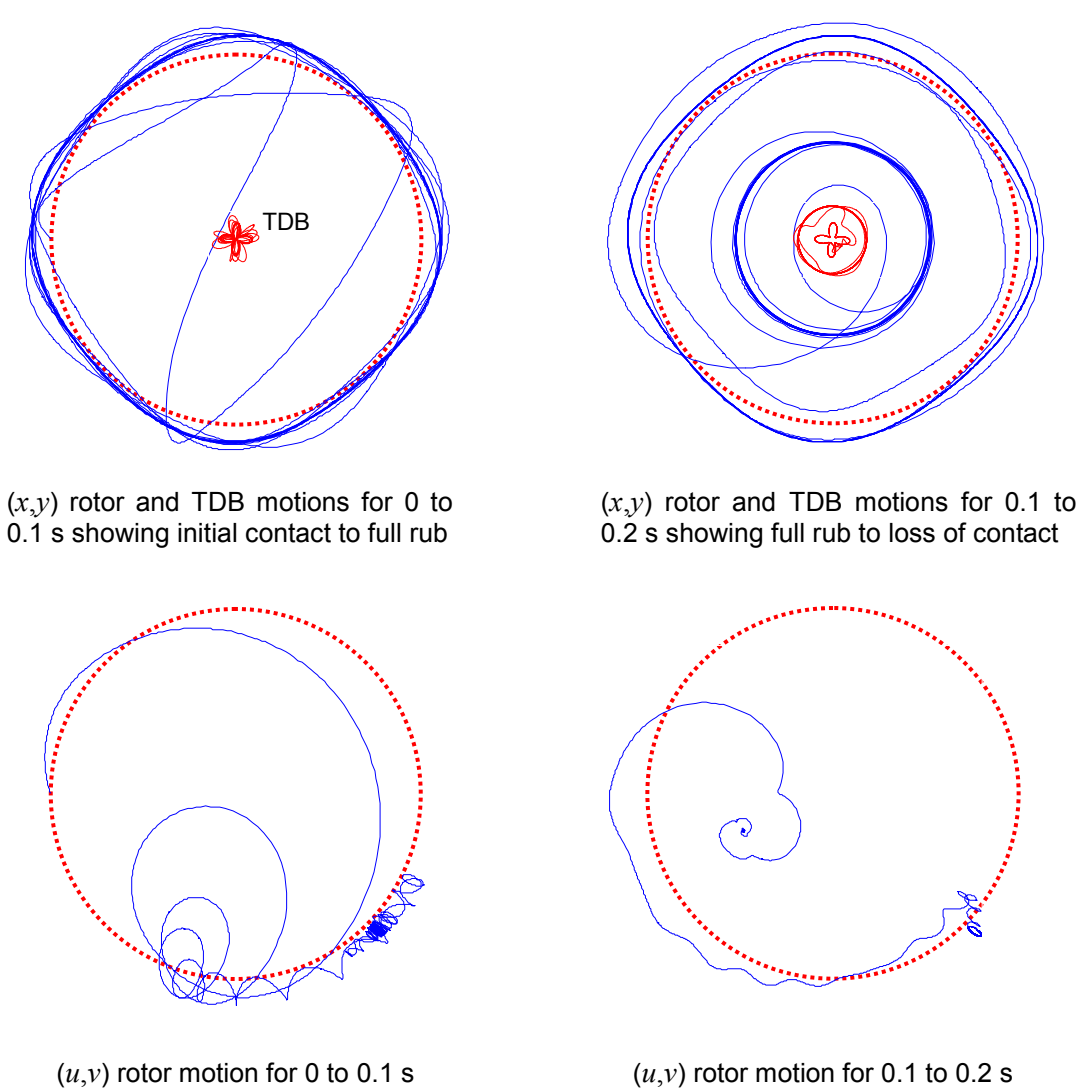 TDB
(x,y) rotor and TDB motions for 0 to
0.1 s showing initial contact to full rub
(x,y) rotor and TDB motions for 0.1 to
0.2 s showing full rub to loss of contact
(u,v) rotor motion for 0 to 0.1 s
(u,v) rotor motion for 0.1 to 0.2 s